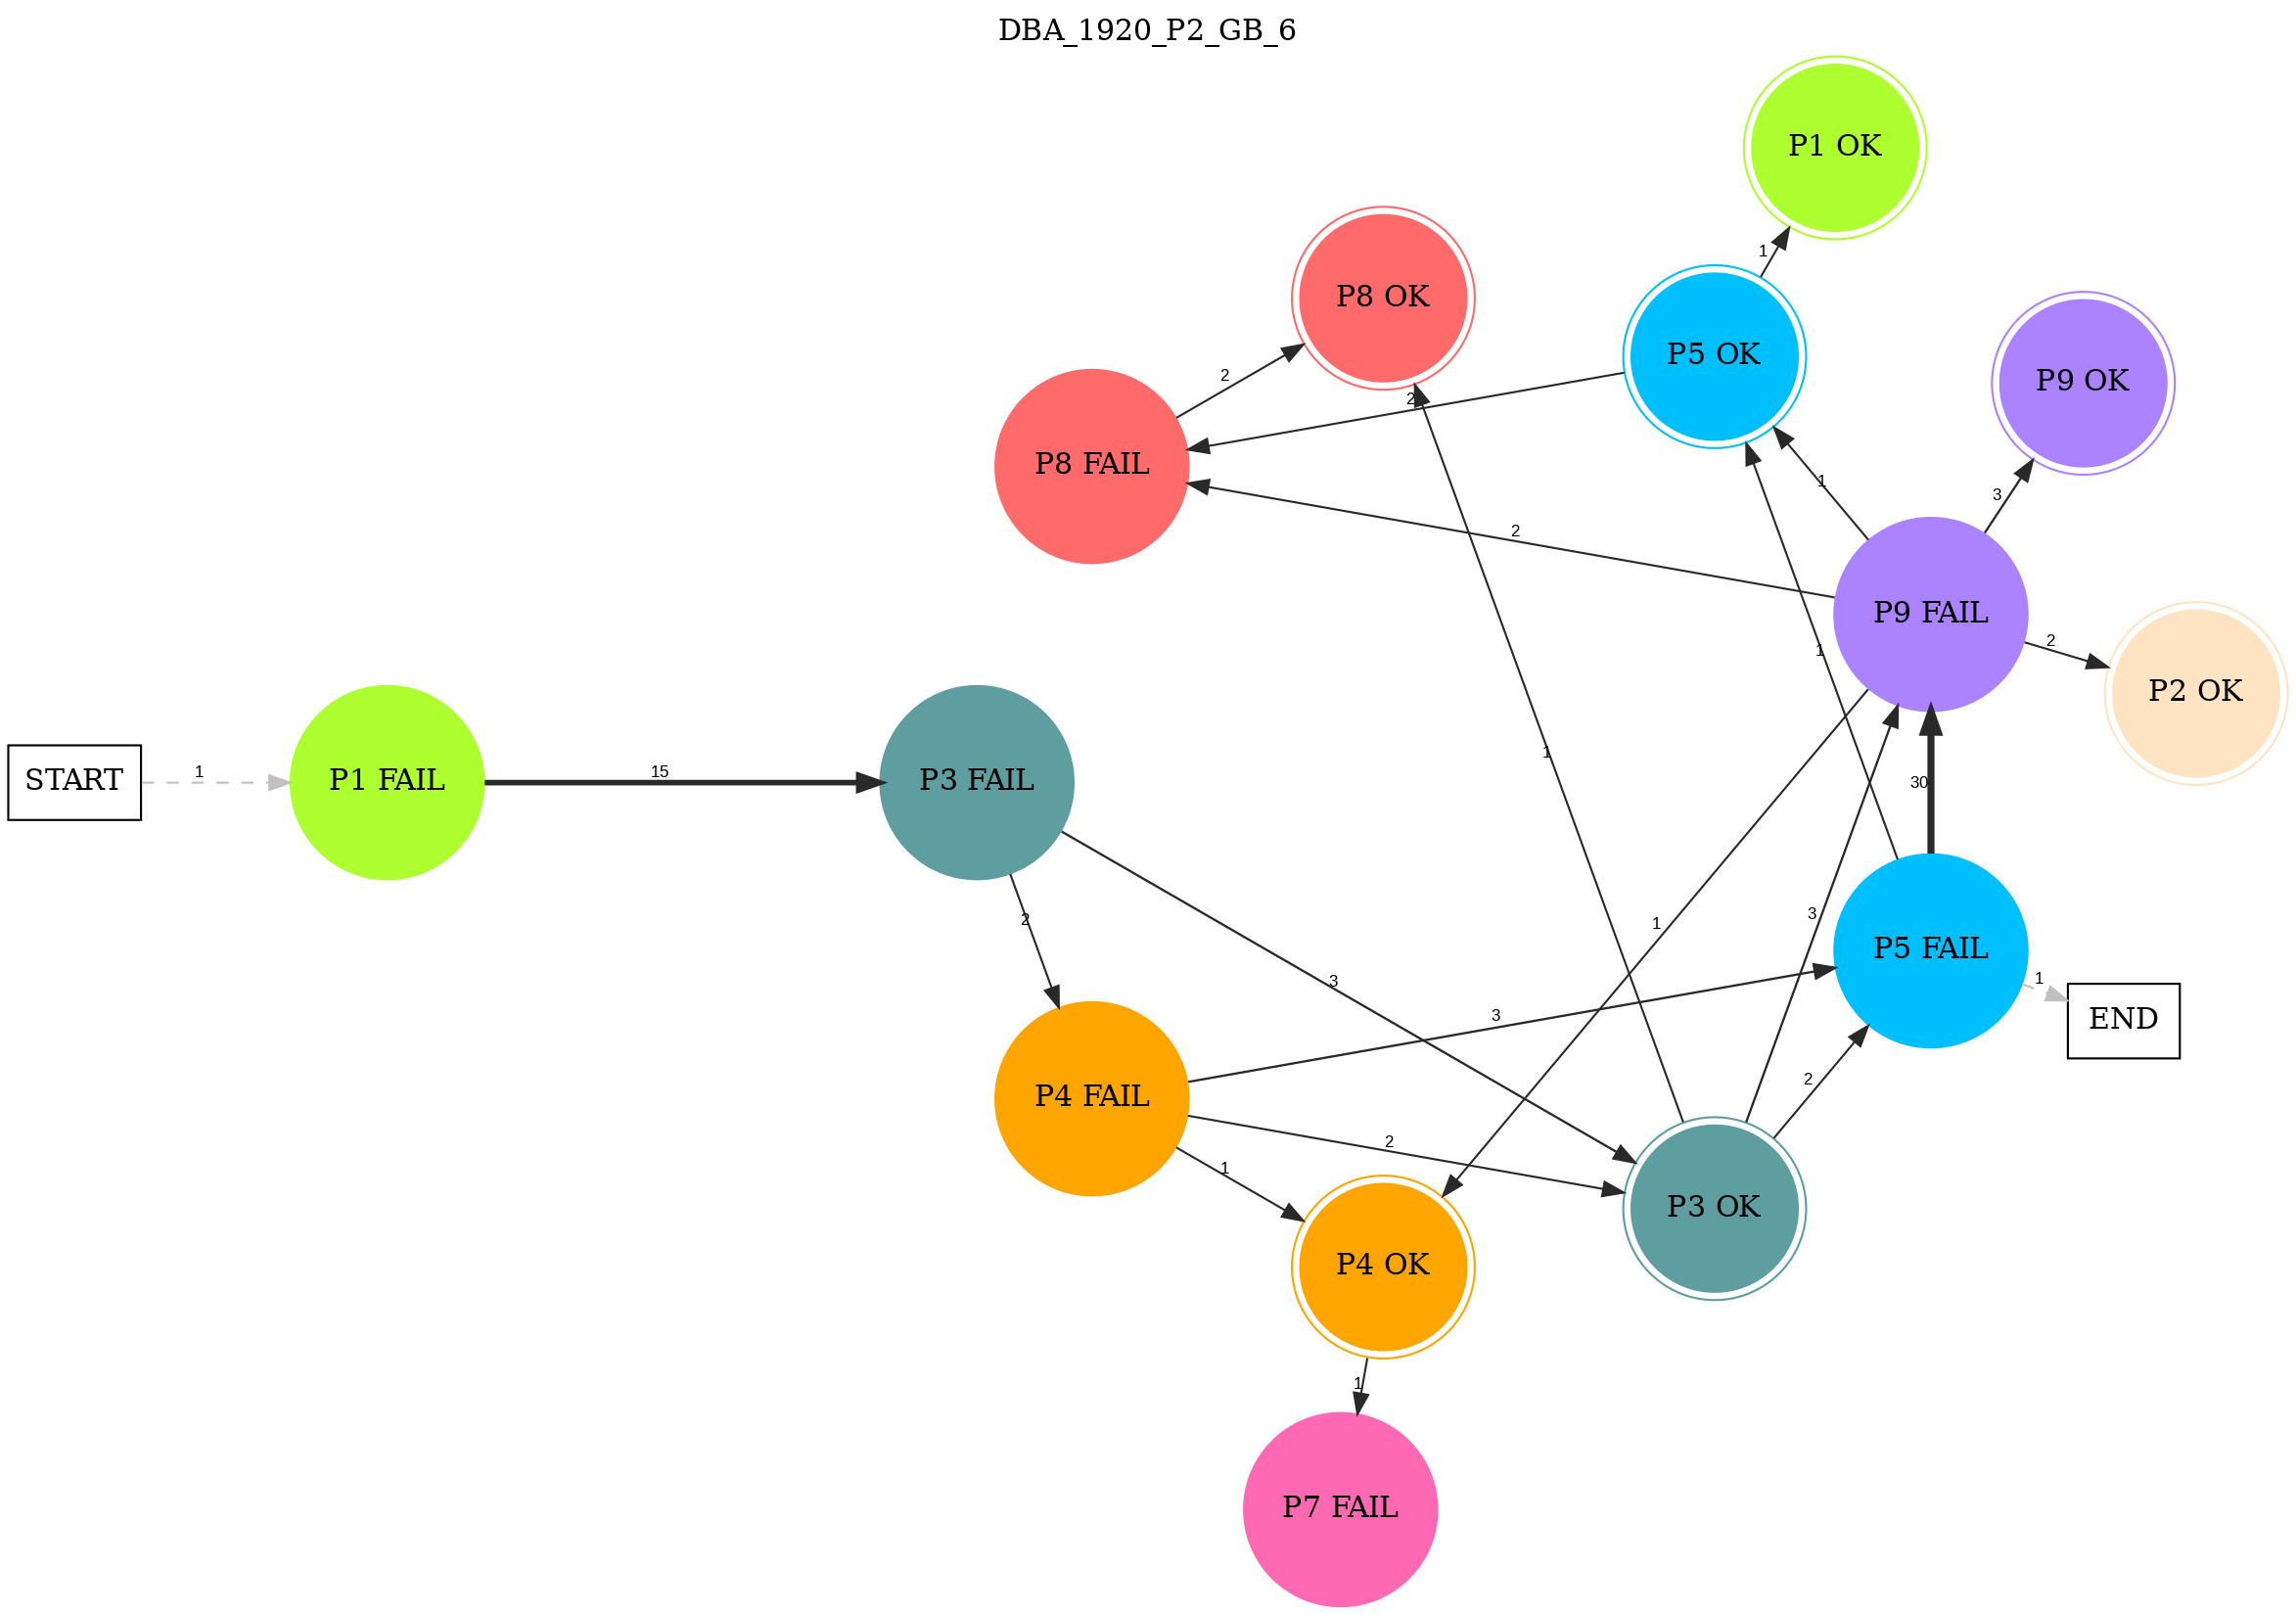 DBA_1920_P2_GB_6
P1 OK
1
P8 OK
P5 OK
P9 OK
2
2
P8 FAIL
1
3
2
P9 FAIL
2
1
P2 OK
1
START
1
P1 FAIL
15
P3 FAIL
30
2
3
1
3
P5 FAIL
1
END
3
2
P4 FAIL
2
1
P4 OK
P3 OK
1
P7 FAIL